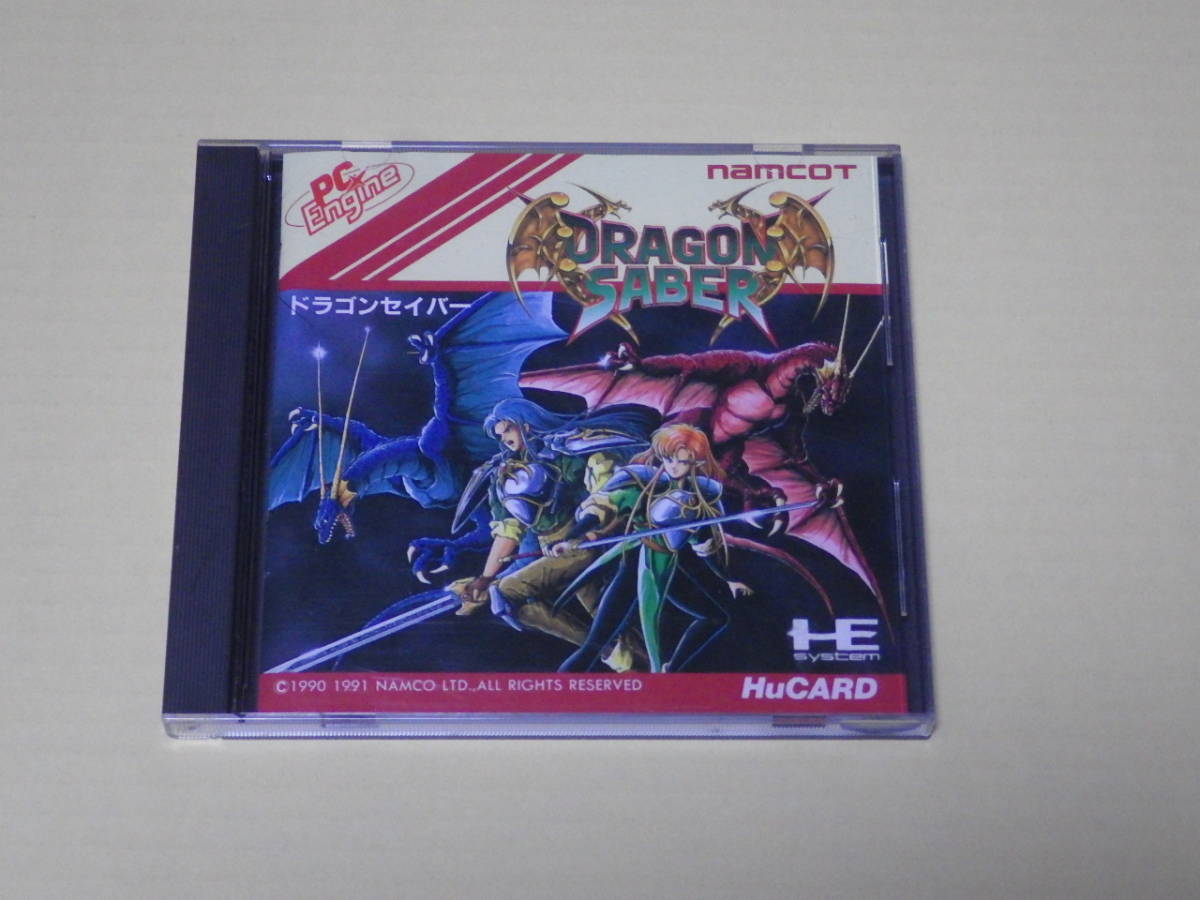 PC
Engine
namcot
DRAGON
SABER
ドラゴンセイバー
HE
system
©1990 1991 NAMCO LTD.,ALL RIGHTS RESERVED
HuCARD